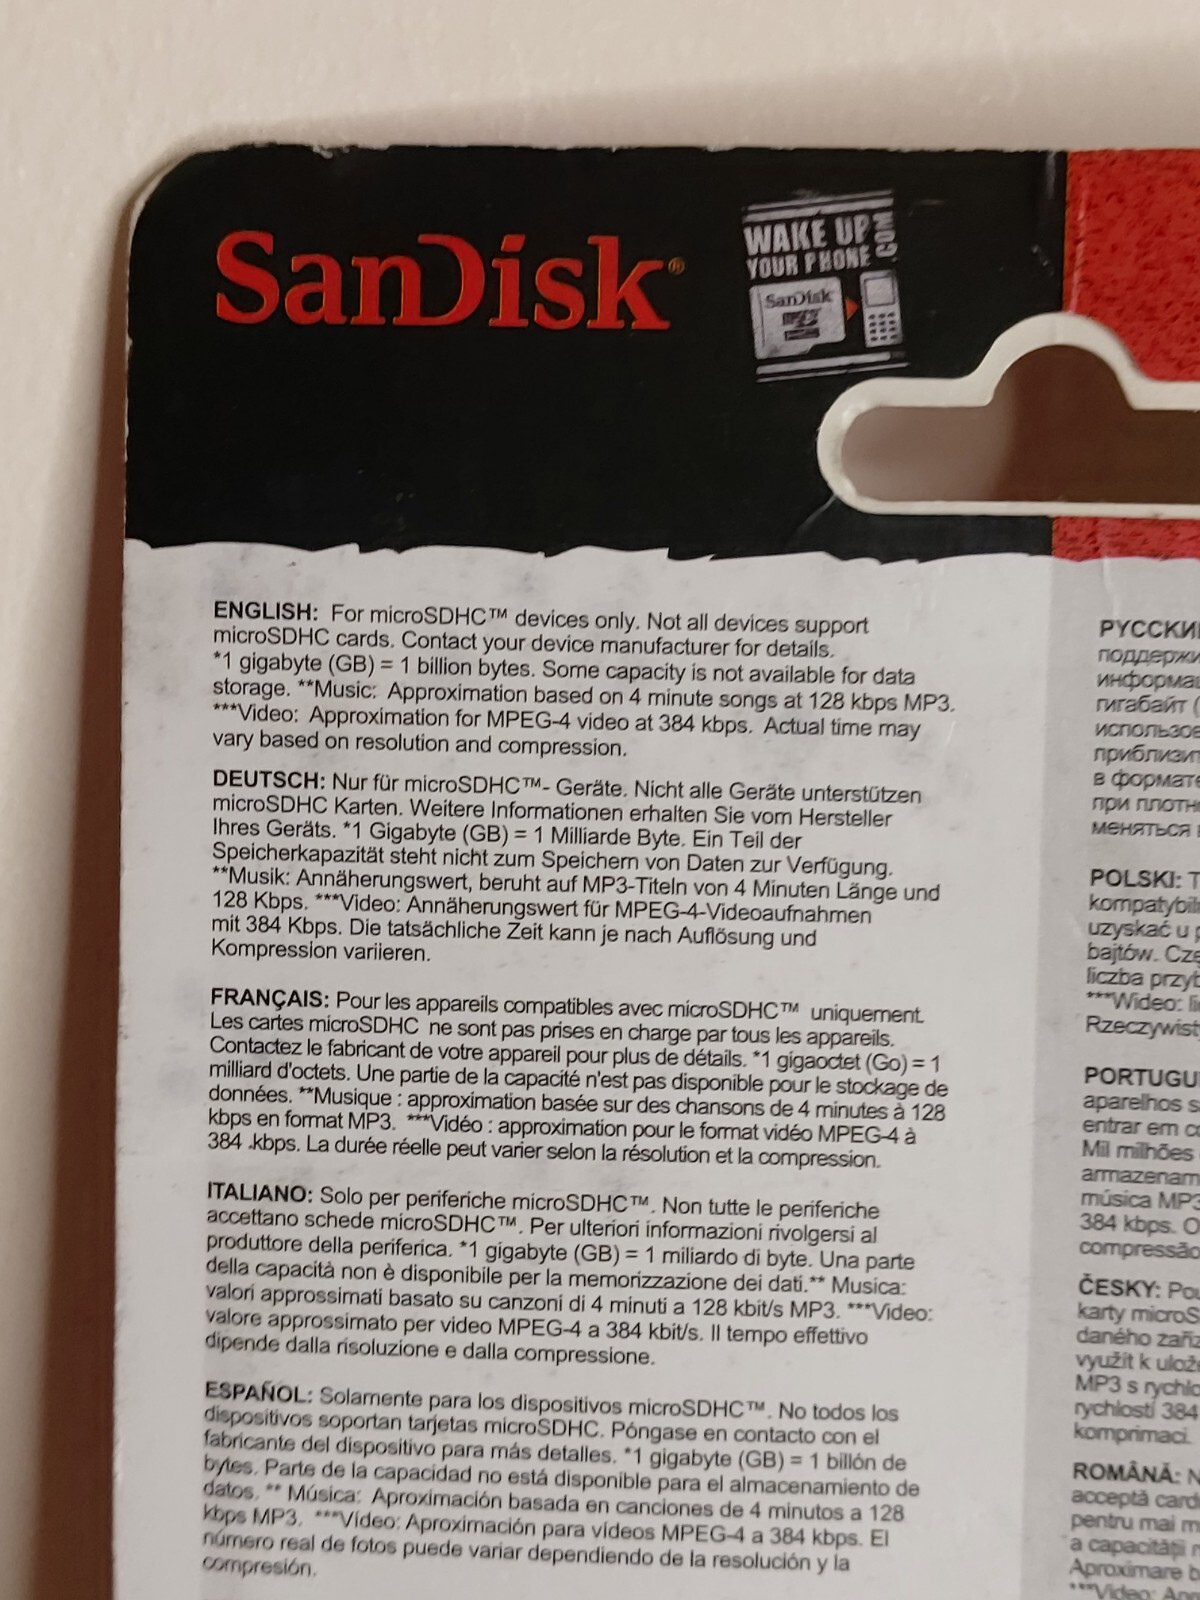 SanDisk®
WAKE UP
YOUR PHONE
.COM
SanDisk
ENGLISH: For microSDHC™ devices only. Not all devices support
microSDHC cards. Contact your device manufacturer for details.
*1 gigabyte (GB) = 1 billion bytes. Some capacity is not available for data
storage. **Music: Approximation based on 4 minute songs at 128 kbps MP3.
***Video: Approximation for MPEG-4 video at 384 kbps. Actual time may
vary based on resolution and compression.
DEUTSCH: Nur für microSDHC™- Geräte. Nicht alle Geräte unterstützen
microSDHC Karten. Weitere Informationen erhalten Sie vom Hersteller
Ihres Geräts. *1 Gigabyte (GB) = 1 Milliarde Byte. Ein Teil der
Speicherkapazität steht nicht zum Speichern von Daten zur Verfügung.
**Musik: Annäherungswert, beruht auf MP3-Titeln von 4 Minuten Länge und
128 Kbps. ***Video: Annäherungswert für MPEG-4-Videoaufnahmen
mit 384 Kbps. Die tatsächliche Zeit kann je nach Auflösung und
Kompression variieren.
FRANÇAIS: Pour les appareils compatibles avec microSDHC™ uniquement.
Les cartes microSDHC ne sont pas prises en charge par tous les appareils.
Contactez le fabricant de votre appareil pour plus de détails. *1 gigaoctet (Go) = 1
milliard d'octets. Une partie de la capacité n'est pas disponible pour le stockage de
données. **Musique : approximation basée sur des chansons de 4 minutes à 128
kbps en format MP3. ***Vidéo : approximation pour le format vidéo MPEG-4 à
384 .kbps. La durée réelle peut varier selon la résolution et la compression.
ITALIANO: Solo per periferiche microSDHC™. Non tutte le periferiche
accettano schede microSDHC™. Per ulteriori informazioni rivolgersi al
produttore della periferica. *1 gigabyte (GB) = 1 miliardo di byte. Una parte
della capacità non è disponibile per la memorizzazione dei dati.** Musica:
valori approssimati basato su canzoni di 4 minuti a 128 kbit/s MP3. ***Video:
valore approssimato per video MPEG-4 a 384 kbit/s. Il tempo effettivo
dipende dalla risoluzione e dalla compressione.
ESPAÑOL: Solamente para los dispositivos microSDHC™. No todos los
dispositivos soportan tarjetas microSDHC. Póngase en contacto con el
fabricante del dispositivo para más detalles. *1 gigabyte (GB) = 1 billón de
bytes. Parte de la capacidad no está disponible para el almacenamiento de
datos. ** Música: Aproximación basada en canciones de 4 minutos a 128
kbps MP3. ***Vídeo: Aproximación para vídeos MPEG-4 a 384 kbps. El
número real de fotos puede variar dependiendo de la resolución y la
compresión.
РУССКИ
поддержи
информа
гигабайт (
использов
приблизит
в формате
при плотн
меняться
POLSKI: T
kompatybil
uzyskać u p
bajtów. Czę
liczba przyb
***Wideo: li
Rzeczywist
PORTUGU
aparelhos s
entrar em co
Mil milhões
armazenam
música MP3
384 kbps. O
compressão
ČESKY: Pou
karty microS
daného zaříz
využít k ulož
MP3 s rychlo
rychlostí 384
komprimaci.
ROMÂNĂ: N
acceptă card
pentru mai m
a capacităţii n
Aproximare b
***Video: Apr